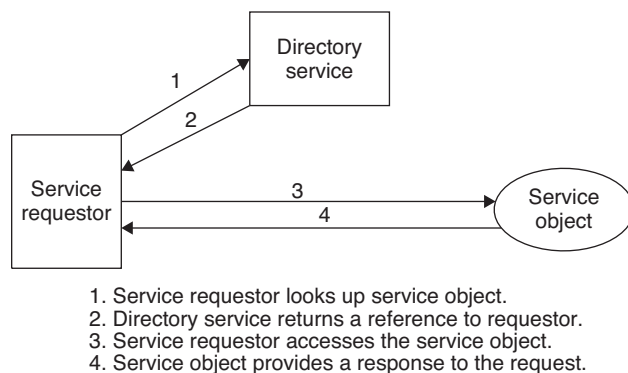 Directory
service
1
2
Service
requestor
3
4
Service
object
1. Service requestor looks up service object.
2. Directory service returns a reference to requestor.
3. Service requestor accesses the service object.
4. Service object provides a response to the request.